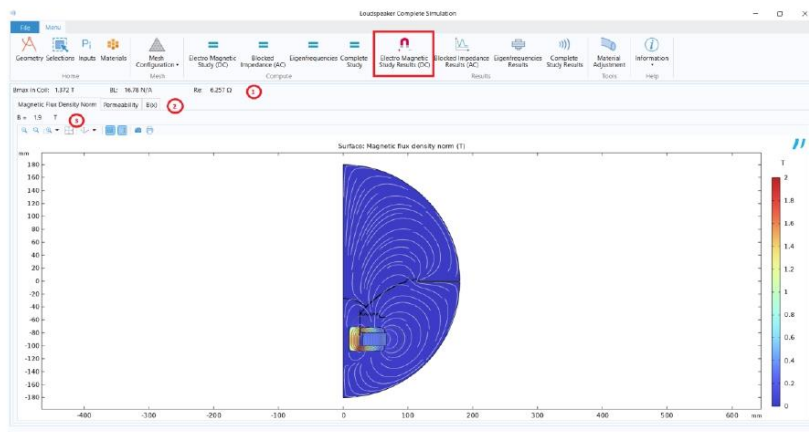 Loudspeaker Complete Simulation
File Menu
Geometry Selections Inputs Materials Mesh Configuration Electro Magnetic Study (DC) Blocked Impedance (AC) Eigenfrequencies Complete Study Electro Magnetic Study Results (DC) Blocked Impedance Results (AC) Eigenfrequencies Results Complete Study Results Material Adjustment Information
Home Mesh Compute Results Tools Help
Bmax in Coil: 1,372 T BL: 16,78 N/A Re: 6,257 Ω 1
Magnetic Flux Density Norm Permeability B(x) 2
B = 1,9 T 3
Surface: Magnetic flux density norm (T)
mm
180
160
140
120
100
80
60
40
20
0
-20
-40
-60
-80
-100
-120
-140
-160
-180
-400 -300 -200 -100 0 100 200 300 400 500 600 mm
T
2
1.8
1.6
1.4
1.2
1
0.8
0.6
0.4
0.2
0